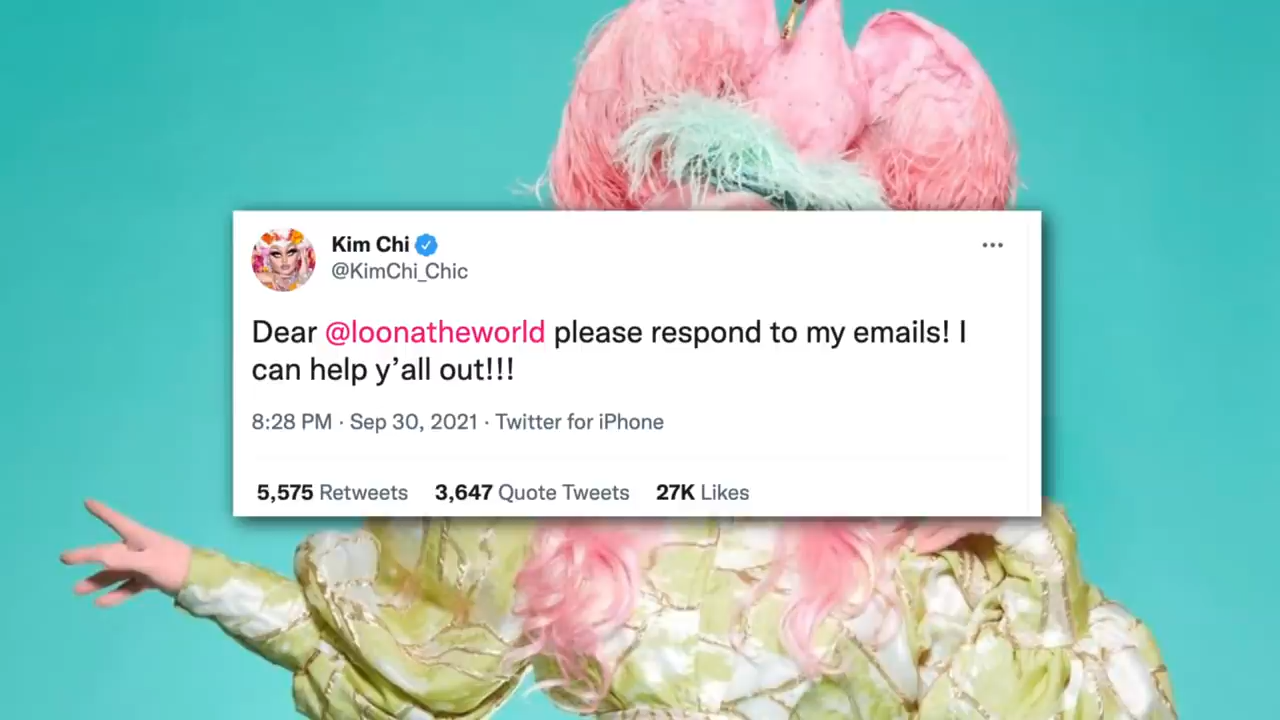 Kim Chi
@KimChi_Chic
Dear @loonatheworld please respond to my emails! I
can help y’all out!!!
8:28 PM · Sep 30, 2021 · Twitter for iPhone
5,575 Retweets 3,647 Quote Tweets 27K Likes